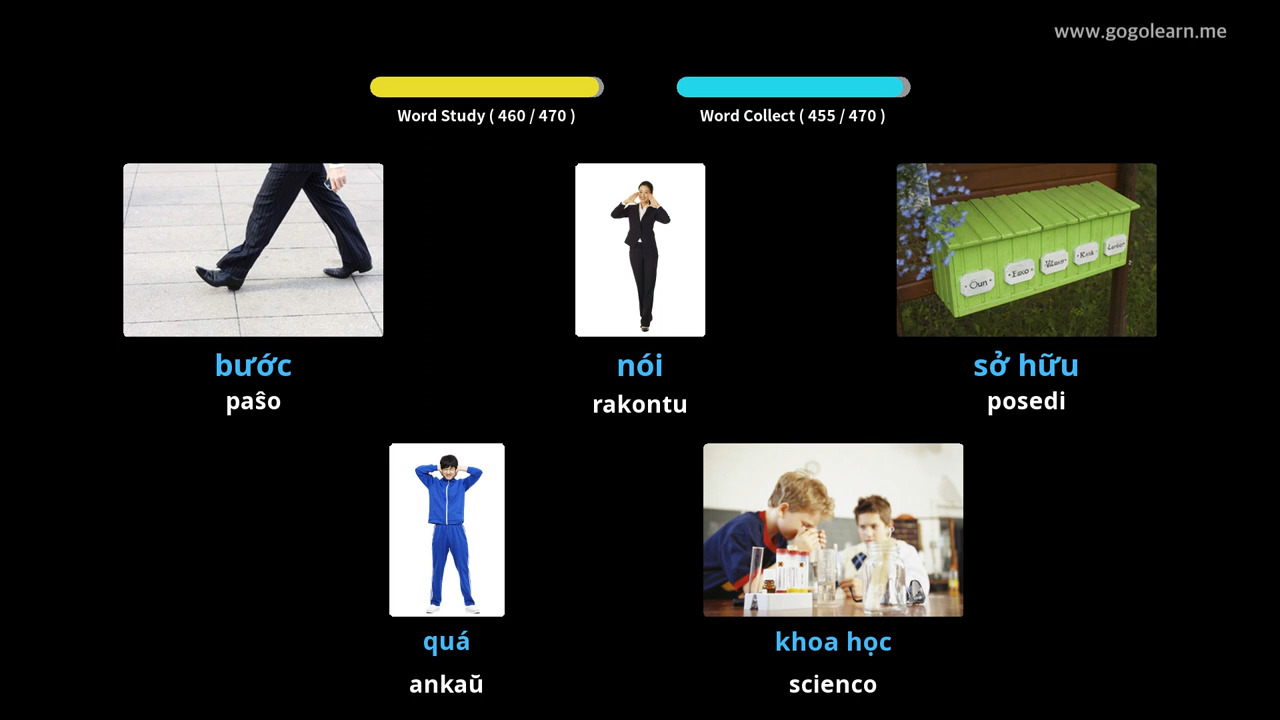 www.gogolearn.me
Word Study ( 460 / 470 )
Word Collect ( 455 / 470 )
bước
paŝo
nói
rakontu
sở hữu
posedi
quá
ankaŭ
khoa học
scienco